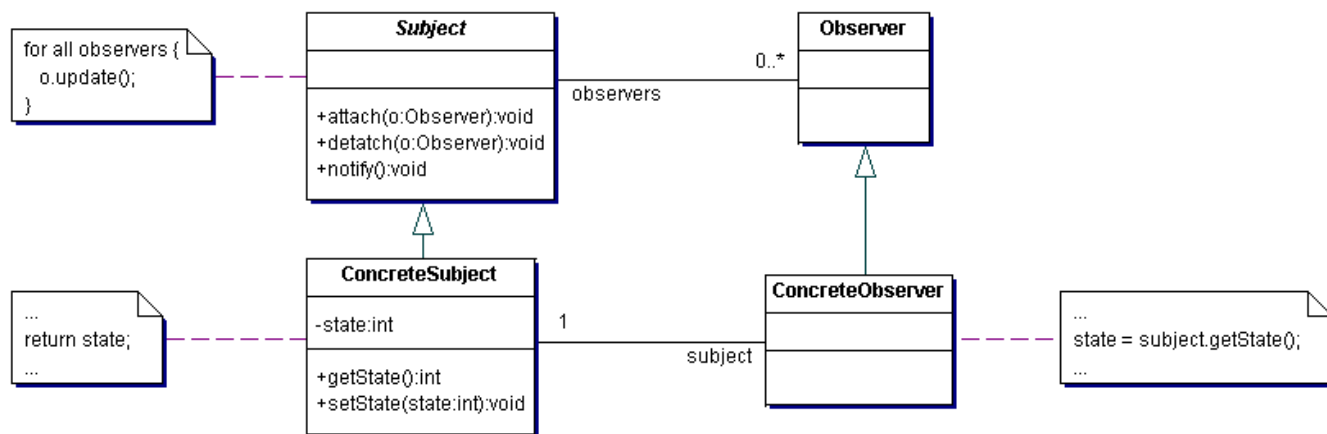 for all observers {
o.update();
}
Subject
+attach(o:Observer):void
+detatch(o:Observer):void
+notify():void
0..*
observers
Observer
...
return state;
...
ConcreteSubject
-state:int
+getState():int
+setState(state:int):void
1
subject
ConcreteObserver
...
state = subject.getState();
...